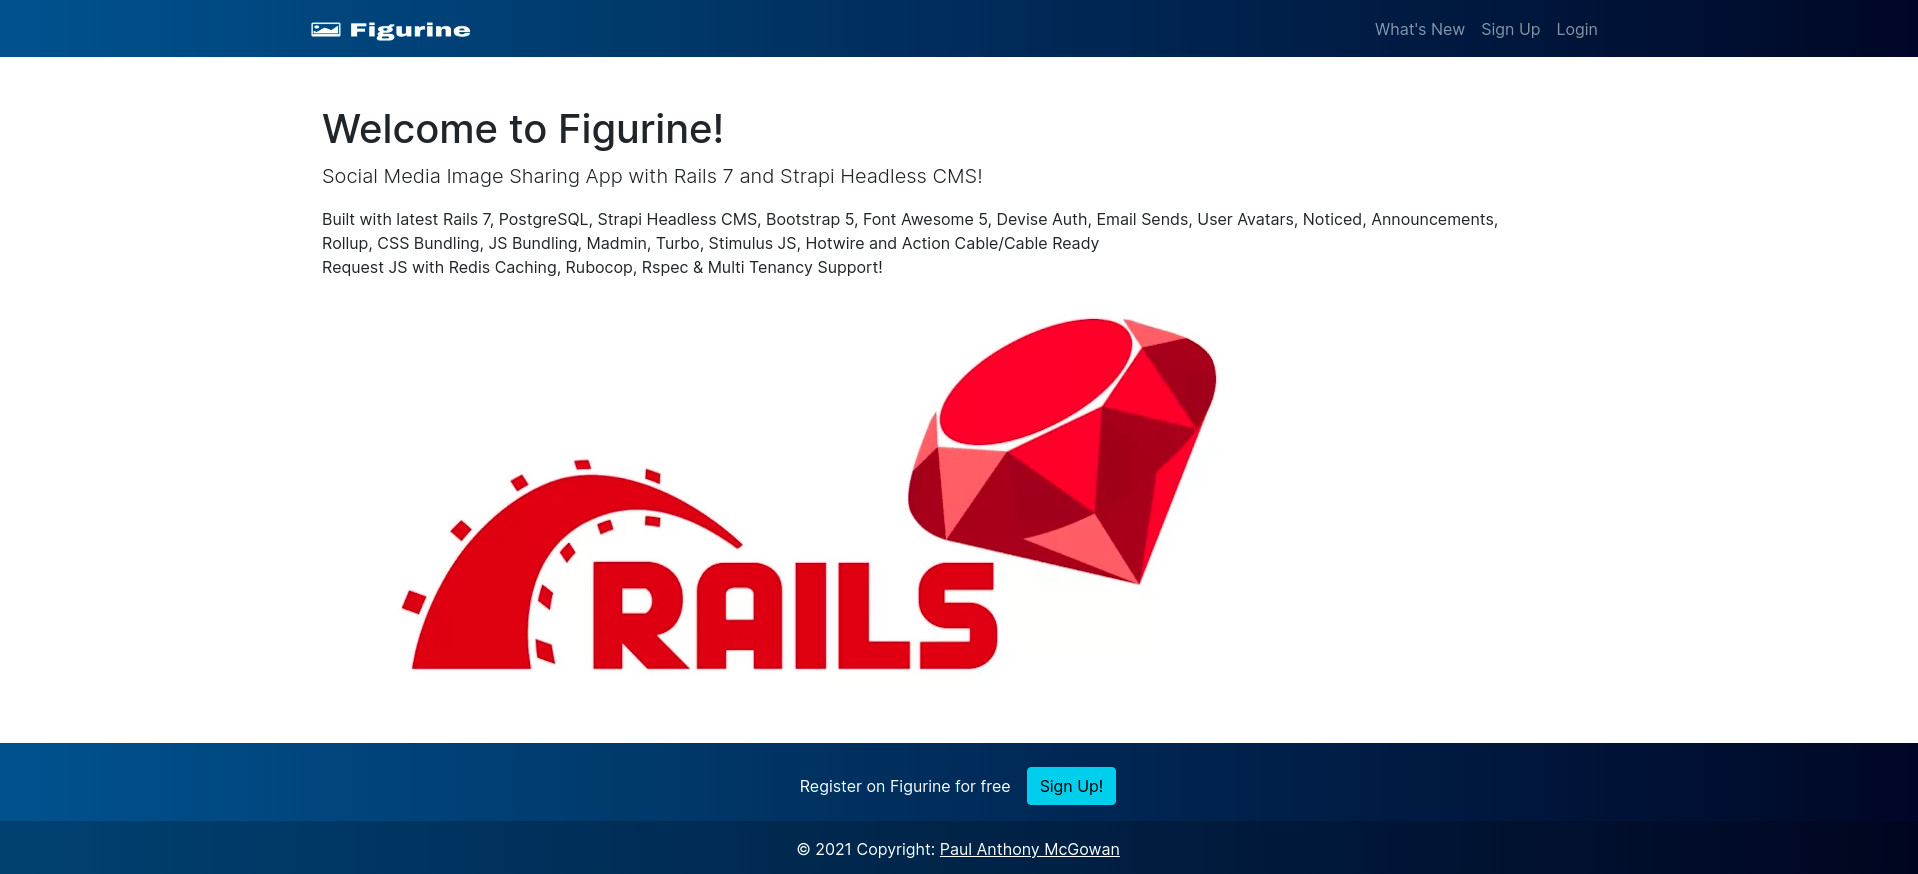 Figurine
What's New
Sign Up
Login
Welcome to Figurine!
Social Media Image Sharing App with Rails 7 and Strapi Headless CMS!
Built with latest Rails 7, PostgreSQL, Strapi Headless CMS, Bootstrap 5, Font Awesome 5, Devise Auth, Email Sends, User Avatars, Noticed, Announcements,
Rollup, CSS Bundling, JS Bundling, Madmin, Turbo, Stimulus JS, Hotwire and Action Cable/Cable Ready
Request JS with Redis Caching, Rubocop, Rspec & Multi Tenancy Support!
RAILS
Register on Figurine for free
Sign Up!
© 2021 Copyright: Paul Anthony McGowan